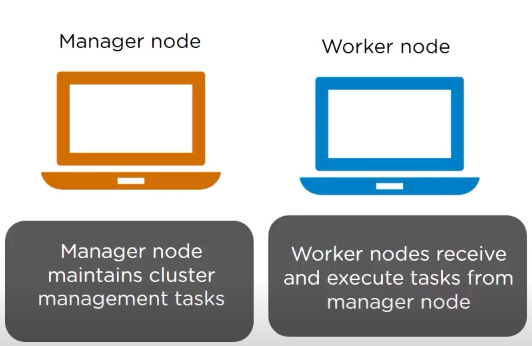 Manager node
Worker node
Manager node
maintains cluster
management tasks
Worker nodes receive
and execute tasks from
manager node